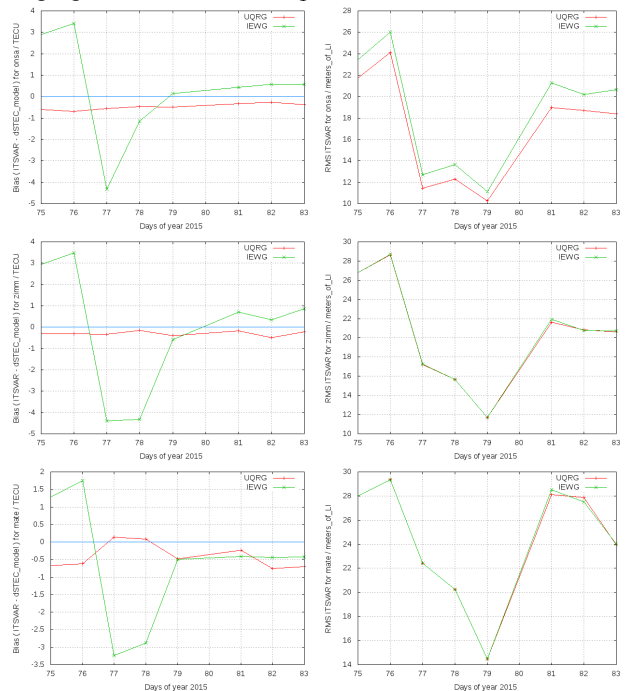 UQRG
IEWG
Bias ( ITSVAR - dSTEC_model ) for onsa / TECU
4
3
2
1
0
-1
-2
-3
-4
-5
75 76 77 78 79 80 81 82 83
Days of year 2015
UQRG
IEWG
RMS ITSVAR for onsa / meters_of_LI
28
26
24
22
20
18
16
14
12
10
75 76 77 78 79 80 81 82 83
Days of year 2015
UQRG
IEWG
Bias ( ITSVAR - dSTEC_model ) for zimm / TECU
4
3
2
1
0
-1
-2
-3
-4
-5
75 76 77 78 79 80 81 82 83
Days of year 2015
UQRG
IEWG
RMS ITSVAR for zimm / meters_of_LI
30
28
26
24
22
20
18
16
14
12
10
75 76 77 78 79 80 81 82 83
Days of year 2015
UQRG
IEWG
Bias ( ITSVAR - dSTEC_model ) for mate / TECU
2
1.5
1
0.5
0
-0.5
-1
-1.5
-2
-2.5
-3
-3.5
75 76 77 78 79 80 81 82 83
Days of year 2015
UQRG
IEWG
RMS ITSVAR for mate / meters_of_LI
30
28
26
24
22
20
18
16
14
75 76 77 78 79 80 81 82 83
Days of year 2015